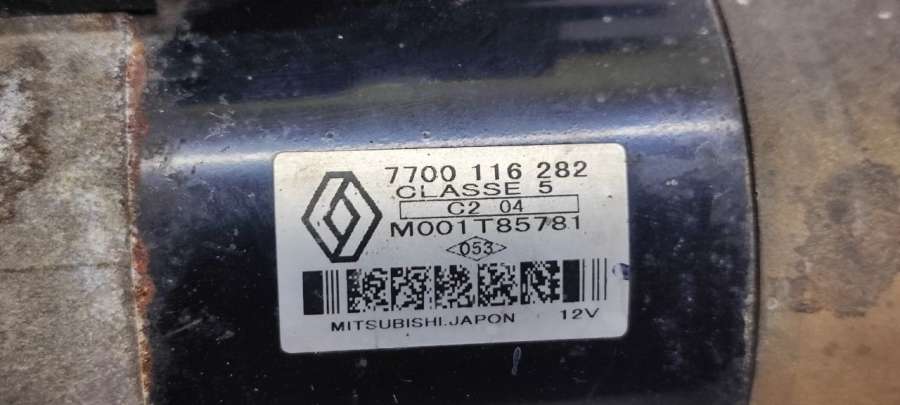 7700 116 282
CLASSE 5
C2 04
M001T85781
053
MITSUBISHI.JAPON 12V